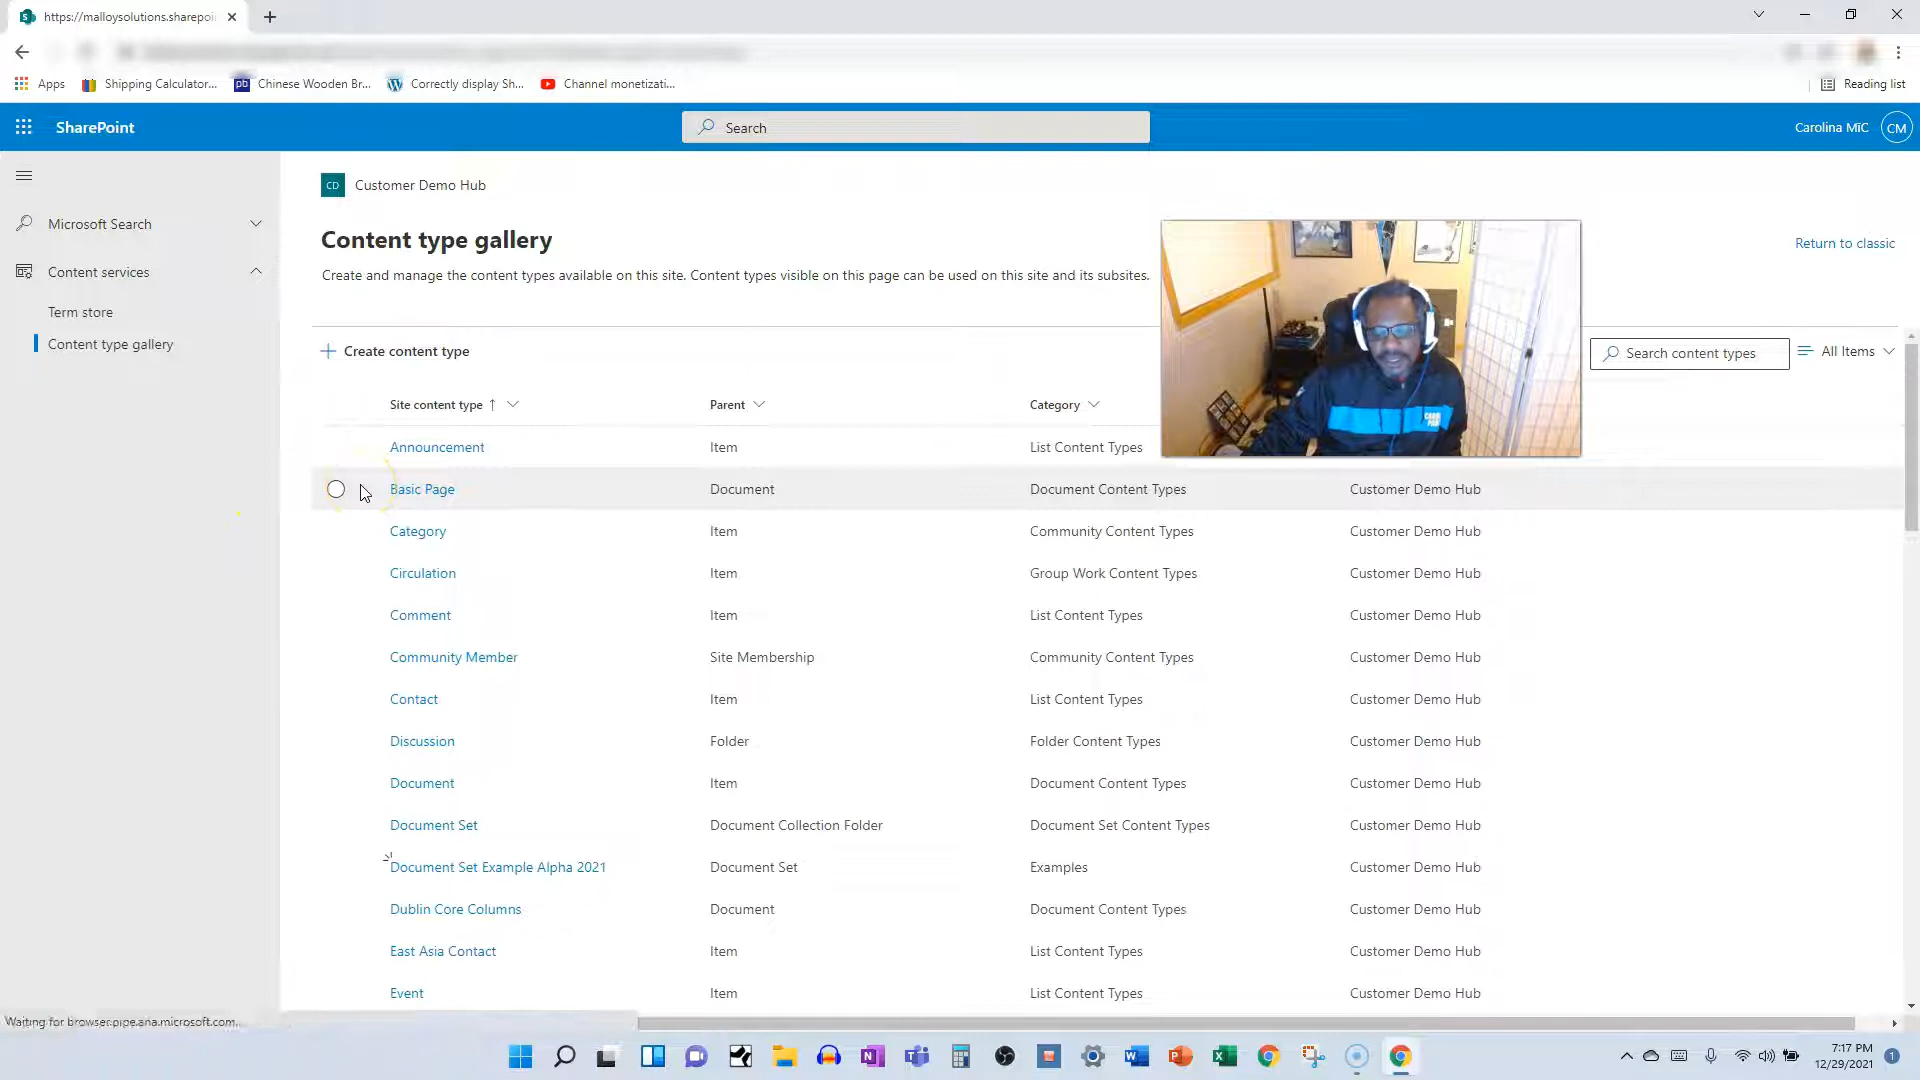 https://malloysolutions.sharepoi
Apps
Shipping Calculator...
pb
Chinese Wooden Br...
Correctly display Sh...
Channel monetizati...
Reading list
SharePoint
Search
Carolina MiC
CM
Microsoft Search
Content services
Term store
Content type gallery
CD
Customer Demo Hub
Content type gallery
Create and manage the content types available on this site. Content types visible on this page can be used on this site and its subsites.
Return to classic
Create content type
Search content types
All Items
Site content type Parent Category
Announcement Item List Content Types
Basic Page Document Document Content Types Customer Demo Hub
Category Item Community Content Types Customer Demo Hub
Circulation Item Group Work Content Types Customer Demo Hub
Comment Item List Content Types Customer Demo Hub
Community Member Site Membership Community Content Types Customer Demo Hub
Contact Item List Content Types Customer Demo Hub
Discussion Folder Folder Content Types Customer Demo Hub
Document Item Document Content Types Customer Demo Hub
Document Set Document Collection Folder Document Set Content Types Customer Demo Hub
Document Set Example Alpha 2021 Document Set Examples Customer Demo Hub
Dublin Core Columns Document Document Content Types Customer Demo Hub
East Asia Contact Item List Content Types Customer Demo Hub
Event Item List Content Types Customer Demo Hub
Waiting for browser.pipe.aria.microsoft.com...
7:17 PM
12/29/2021
1